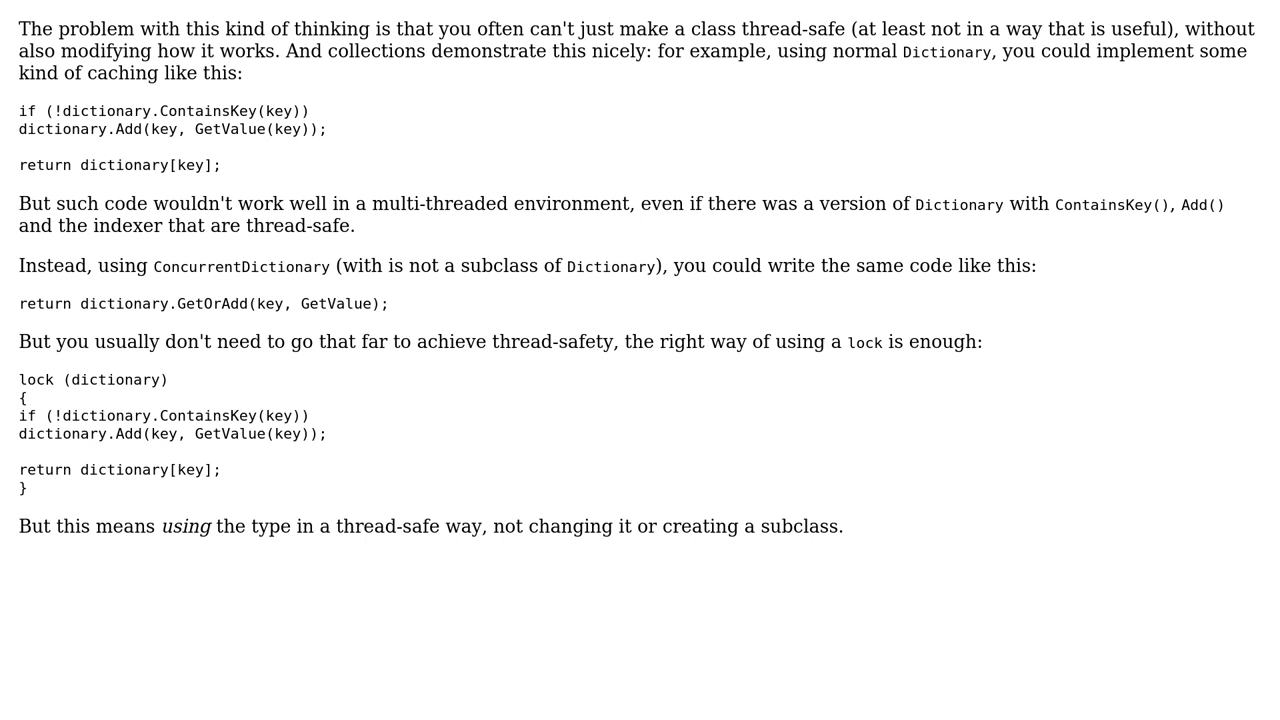 The problem with this kind of thinking is that you often can't just make a class thread-safe (at least not in a way that is useful), without
also modifying how it works. And collections demonstrate this nicely: for example, using normal Dictionary, you could implement some
kind of caching like this:
if (!dictionary.ContainsKey(key))
dictionary.Add(key, GetValue(key));
return dictionary[key];
But such code wouldn't work well in a multi-threaded environment, even if there was a version of Dictionary with ContainsKey(), Add()
and the indexer that are thread-safe.
Instead, using ConcurrentDictionary (with is not a subclass of Dictionary), you could write the same code like this:
return dictionary.GetOrAdd(key, GetValue);
But you usually don't need to go that far to achieve thread-safety, the right way of using a lock is enough:
lock (dictionary)
{
if (!dictionary.ContainsKey(key))
dictionary.Add(key, GetValue(key));
return dictionary[key];
}
But this means using the type in a thread-safe way, not changing it or creating a subclass.